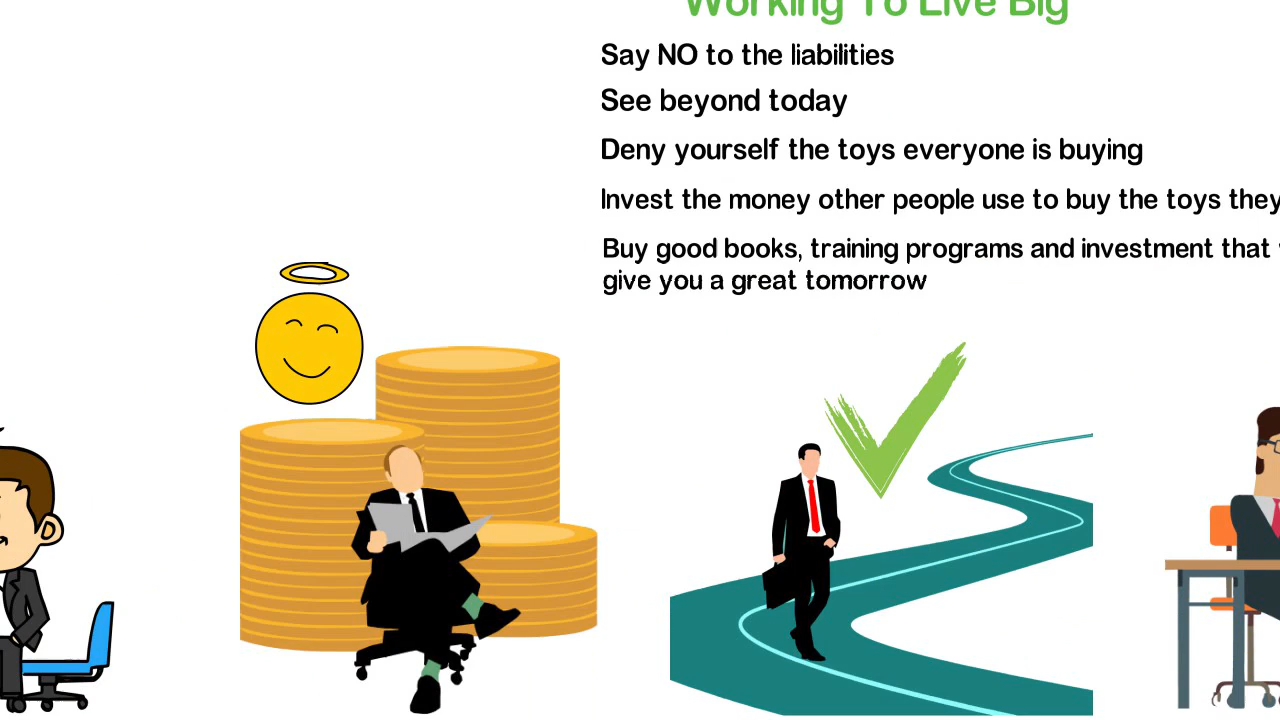 Working To Live Big
Say NO to the liabilities
See beyond today
Deny yourself the toys everyone is buying
Invest the money other people use to buy the toys they
Buy good books, training programs and investment that
give you a great tomorrow